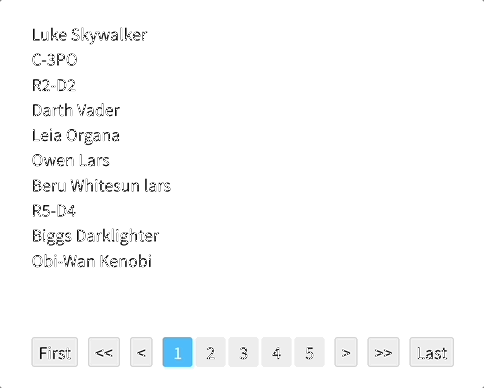 Luke Skywalker
C-3PO
R2-D2
Darth Vader
Leia Organa
Owen Lars
Beru Whitesun lars
R5-D4
Biggs Darklighter
Obi-Wan Kenobi
First << < 1 2 3 4 5 > >> Last